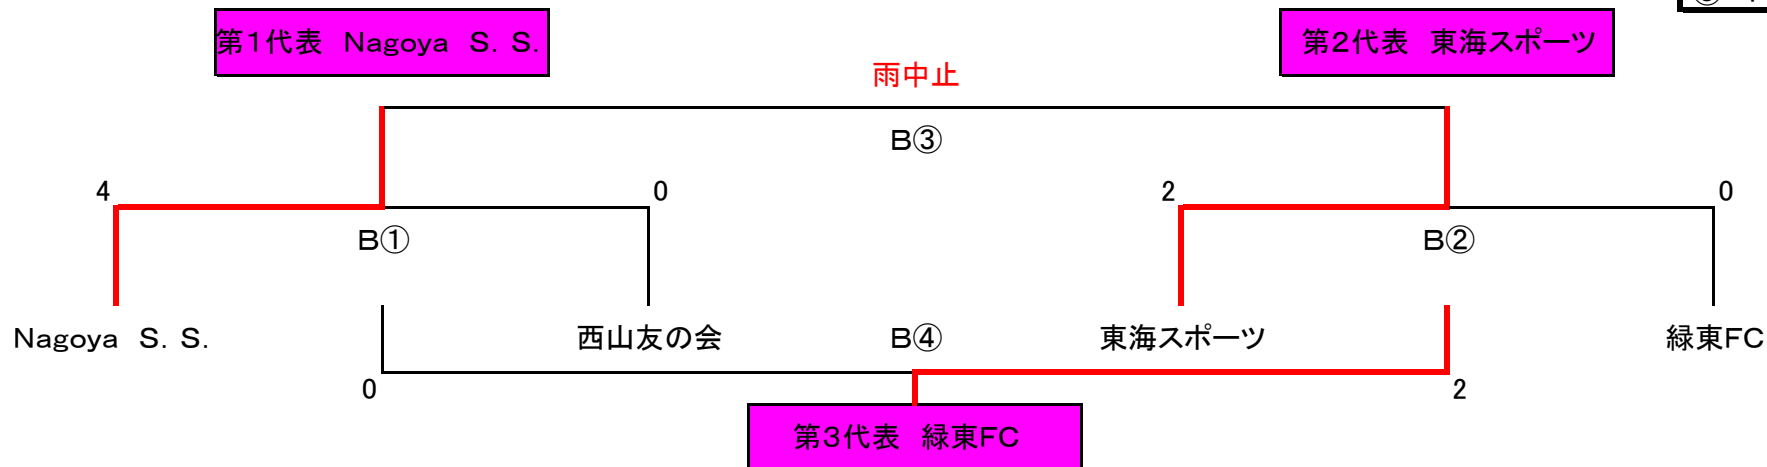 第1代表　Nagoya　S．S．
第2代表　東海スポーツ
雨中止
B③
4
0
2
0
B①
B②
Nagoya　S．S．
西山友の会
B④
東海スポーツ
緑東FC
0
2
第3代表　緑東FC